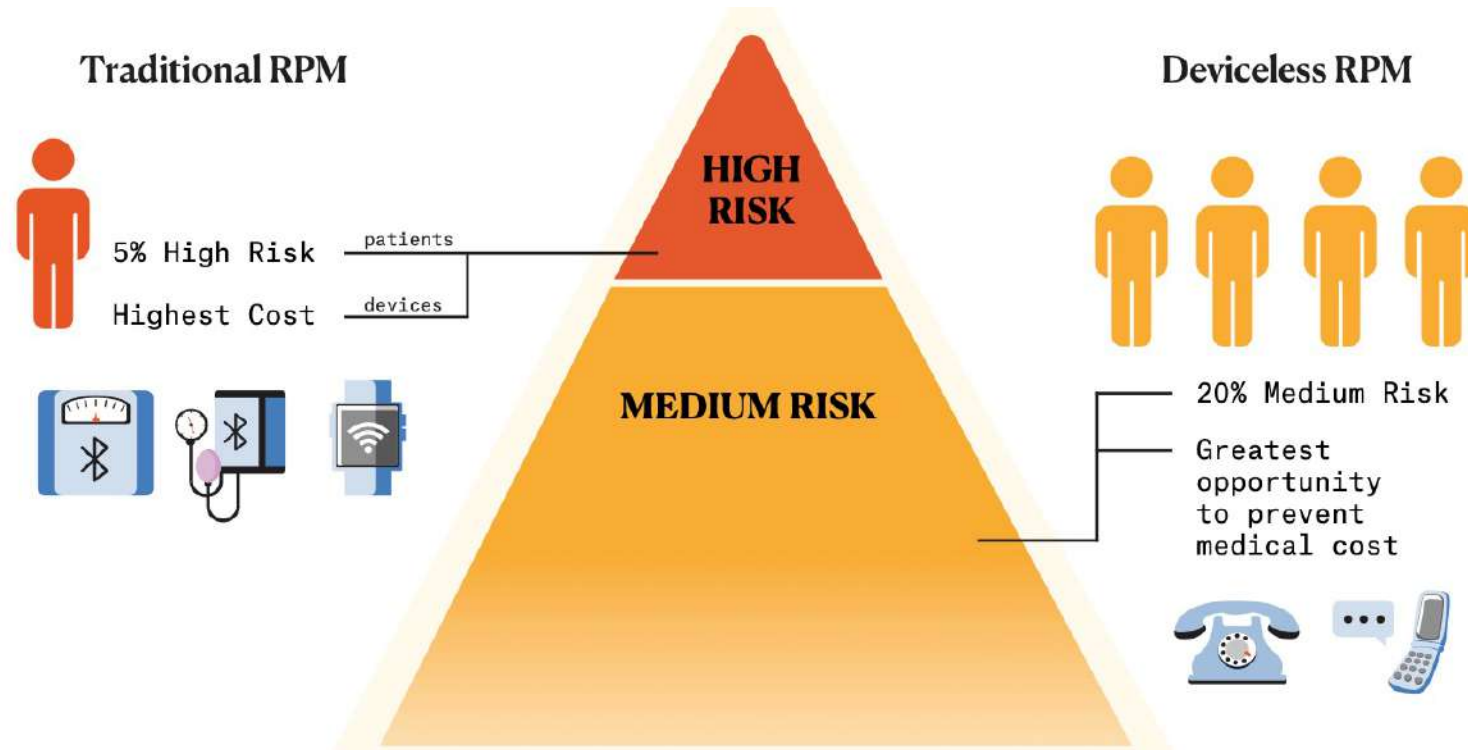 Traditional RPM
5% High Risk
patients
Highest Cost
devices
HIGH
RISK
MEDIUM RISK
Deviceless RPM
20% Medium Risk
Greatest
opportunity
to prevent
medical cost